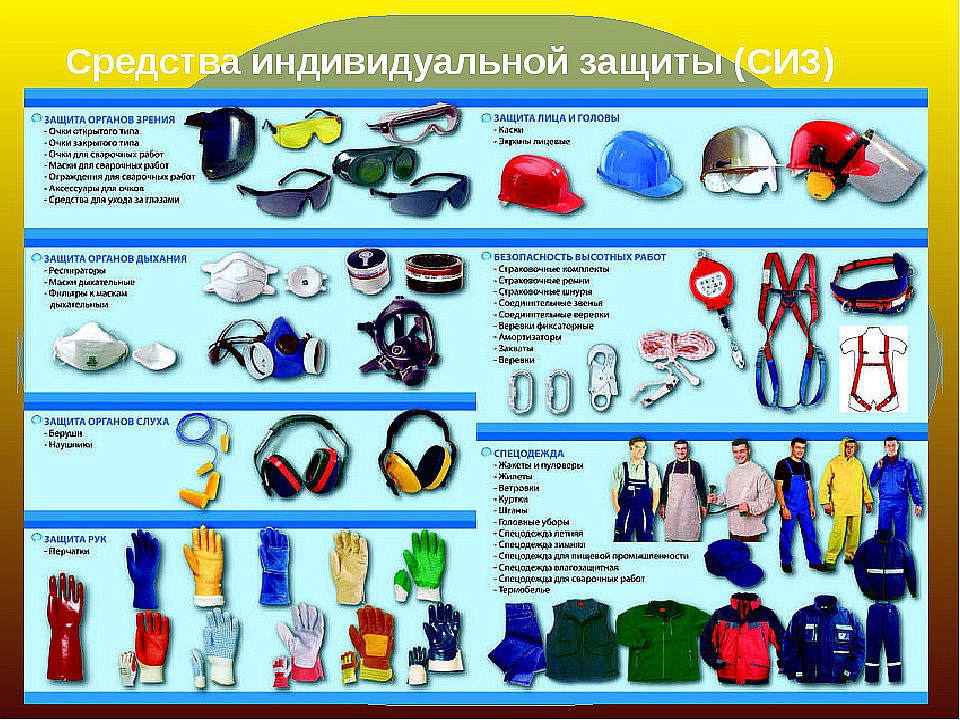 Средства индивидуальной защиты (СИЗ)
ЗАЩИТА ОРГАНОВ ЗРЕНИЯ
- Очки открытого типа
- Очки закрытого типа
- Очки для сварочных работ
- Маски для сварочных работ
- Ограждения для сварочных работ
- Аксессуары для очков
- Средства для ухода за глазами
ЗАЩИТА ЛИЦА И ГОЛОВЫ
- Каски
- Экраны лицевые
ЗАЩИТА ОРГАНОВ ДЫХАНИЯ
- Респираторы
- Маски дыхательные
- Фильтры к маскам
дыхательным
БЕЗОПАСНОСТЬ ВЫСОТНЫХ РАБОТ
- Страховочные комплекты
- Страховочные ремни
- Страховочные шнуры
- Соединительные звенья
- Соединительные веревки
- Веревки фиксаторные
- Амортизаторы
- Захваты
- Веревки
ЗАЩИТА ОРГАНОВ СЛУХА
- Беруши
- Наушники
СПЕЦОДЕЖДА
- Жакеты и пуловеры
- Жилеты
- Ветровки
- Куртки
- Штаны
- Головные уборы
- Спецодежда летняя
- Спецодежда зимняя
- Спецодежда для пищевой промышленности
- Спецодежда влагозащитная
- Спецодежда для сварочных работ
- Термобелье
ЗАЩИТА РУК
- Перчатки